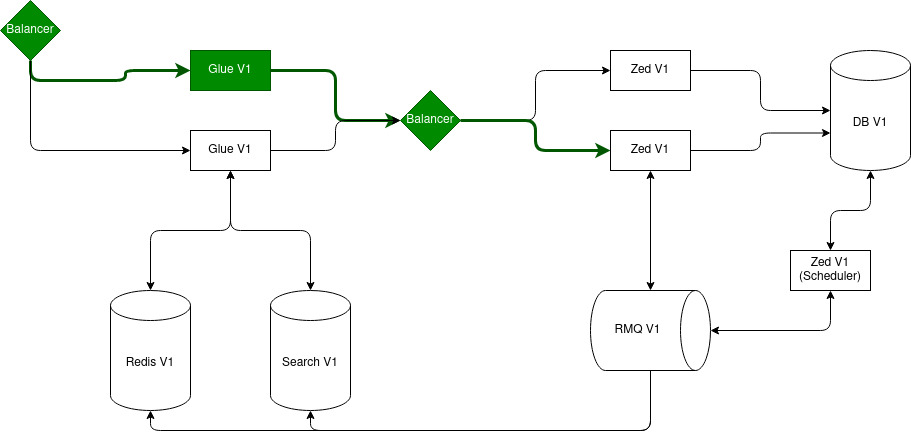 Balancer
Glue V1
Zed V1
DB V1
Balancer
Glue V1
Zed V1
Zed V1
(Scheduler)
RMQ V1
Redis V1
Search V1